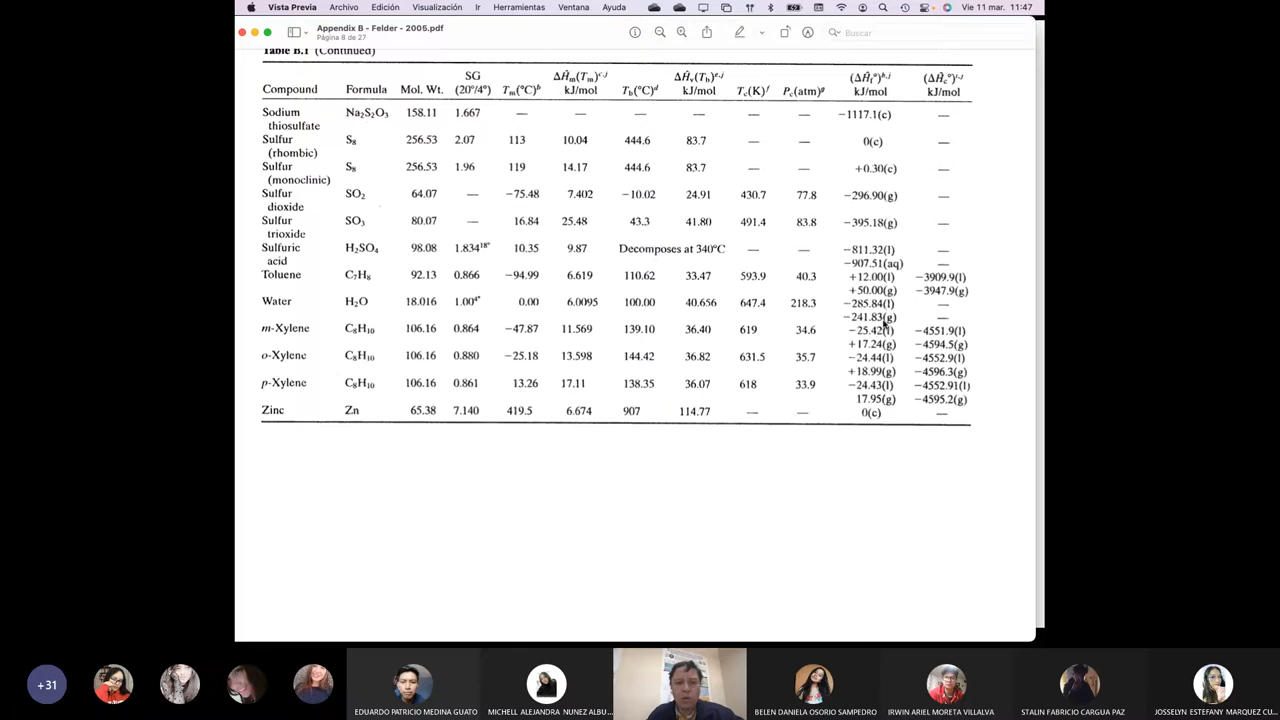 Vista Previa Archivo Edición Visualización Ir Herramientas Ventana Ayuda Vie 11 mar. 11:47
Appendix B - Felder - 2005.pdf
Página 8 de 27
Buscar
Table B.1 (Continued)
Compound Formula Mol. Wt. SG (20°/4°) Tm(°C)b ΔĤm(Tm)c,j kJ/mol Tb(°C)d ΔĤv(Tb)e,j kJ/mol Tc(K)f Pc(atm)g (ΔĤf°)h,j kJ/mol (ΔĤc°)i,j kJ/mol
Sodium thiosulfate Na2S2O3 158.11 1.667 — — — — — — −1117.1(c) —
Sulfur (rhombic) S8 256.53 2.07 113 10.04 444.6 83.7 — — 0(c) —
Sulfur (monoclinic) S8 256.53 1.96 119 14.17 444.6 83.7 — — +0.30(c) —
Sulfur dioxide SO2 64.07 — −75.48 7.402 −10.02 24.91 430.7 77.8 −296.90(g) —
Sulfur trioxide SO3 80.07 — 16.84 25.48 43.3 41.80 491.4 83.8 −395.18(g) —
Sulfuric acid H2SO4 98.08 1.83418° 10.35 9.87 Decomposes at 340°C — — −811.32(l) —
−907.51(aq) —
Toluene C7H8 92.13 0.866 −94.99 6.619 110.62 33.47 593.9 40.3 +12.00(l) −3909.9(l)
+50.00(g) −3947.9(g)
Water H2O 18.016 1.004° 0.00 6.0095 100.00 40.656 647.4 218.3 −285.84(l) —
−241.83(g) —
m-Xylene C8H10 106.16 0.864 −47.87 11.569 139.10 36.40 619 34.6 −25.42(l) −4551.9(l)
+17.24(g) −4594.5(g)
o-Xylene C8H10 106.16 0.880 −25.18 13.598 144.42 36.82 631.5 35.7 −24.44(l) −4552.9(l)
+18.99(g) −4596.3(g)
p-Xylene C8H10 106.16 0.861 13.26 17.11 138.35 36.07 618 33.9 −24.43(l) −4552.91(l)
17.95(g) −4595.2(g)
Zinc Zn 65.38 7.140 419.5 6.674 907 114.77 — — 0(c) —
+31
EDUARDO PATRICIO MEDINA GUATO
MICHELL ALEJANDRA NUNEZ ALBU...
BELEN DANIELA OSORIO SAMPEDRO
IRWIN ARIEL MORETA VILLALVA
STALIN FABRICIO CARGUA PAZ
JOSSELYN ESTEFANY MARQUEZ CU...